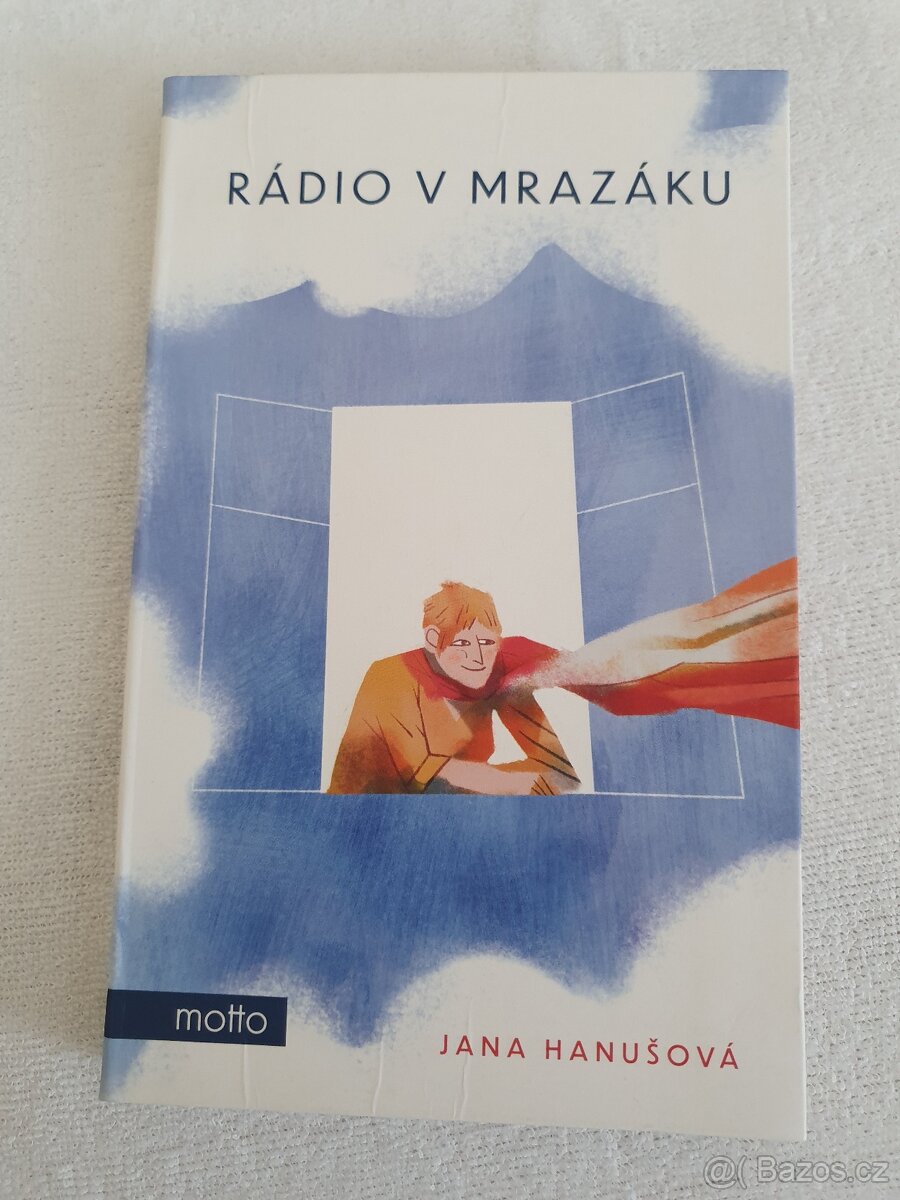 RÁDIO V MRAZÁKU
motto
JANA HANUŠOVÁ
@( Bazos.cz